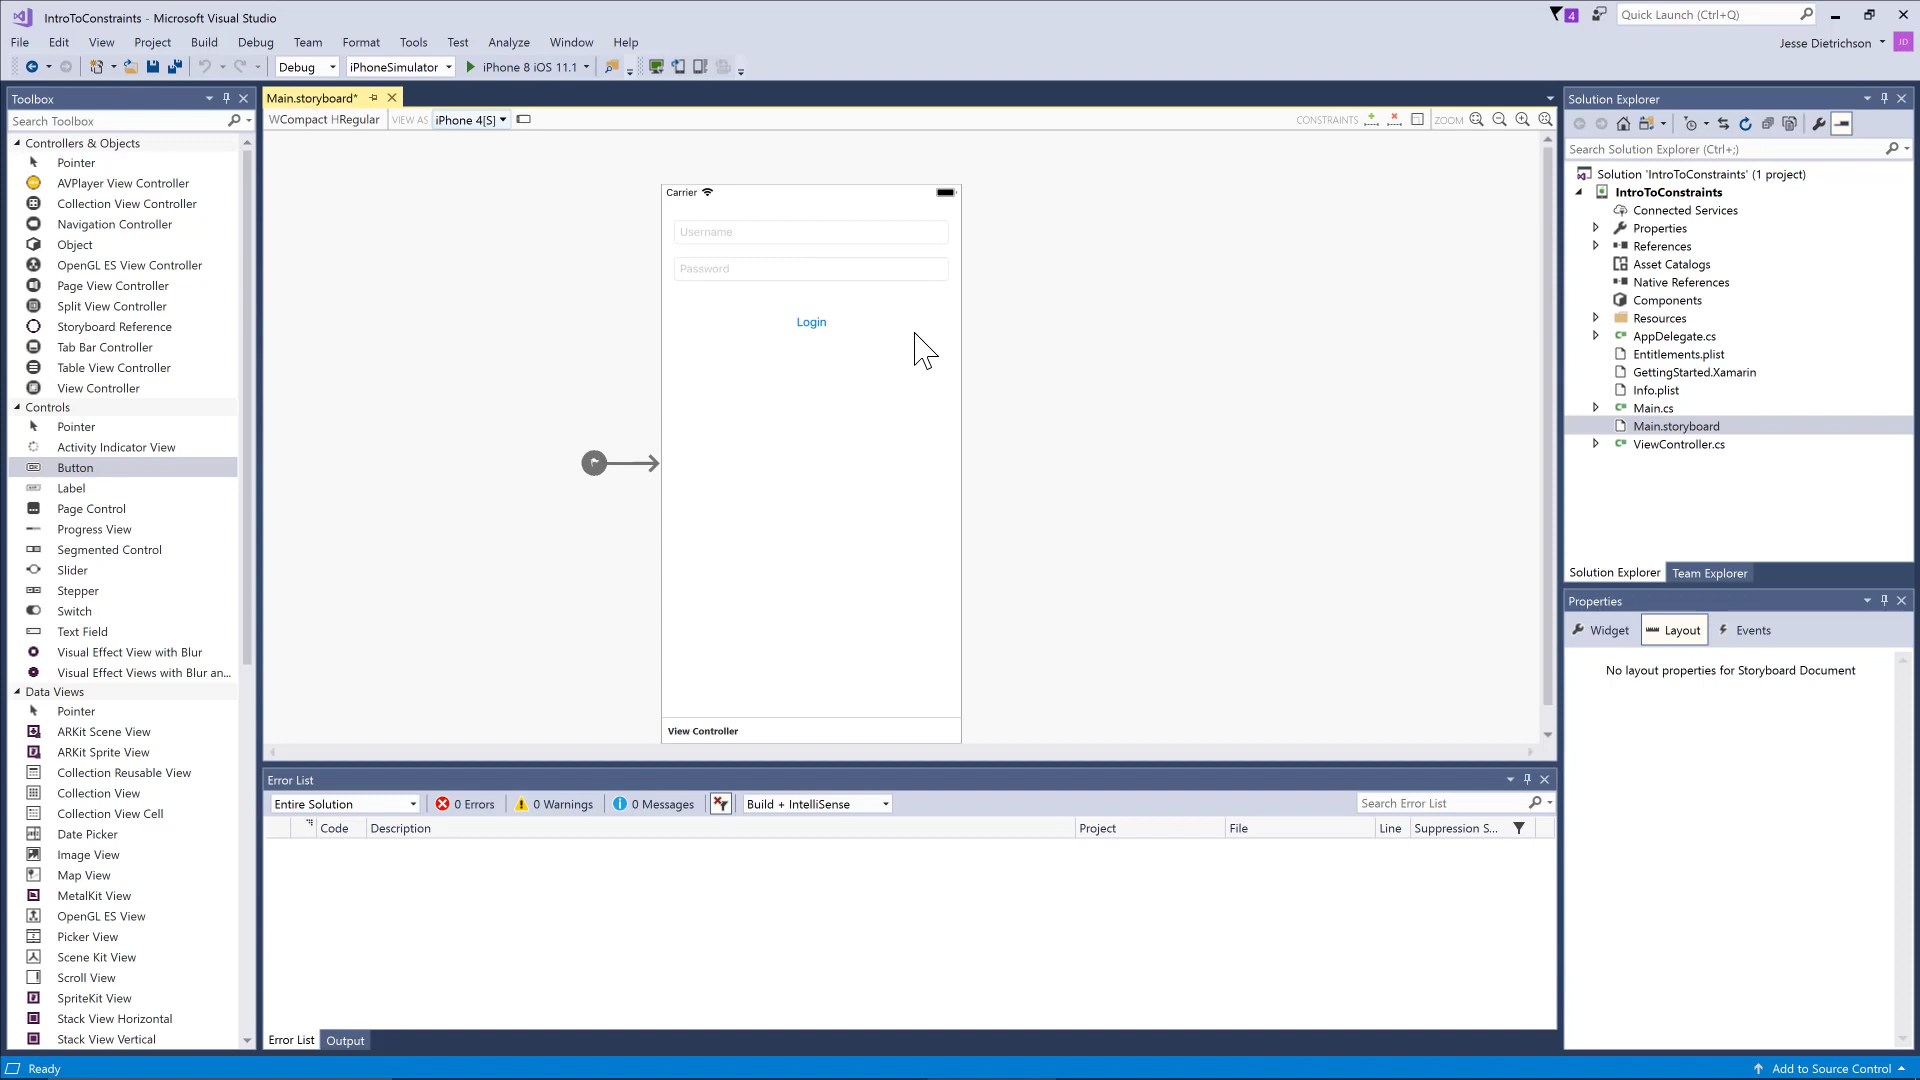 IntroToConstraints - Microsoft Visual Studio
4
Quick Launch (Ctrl+Q)
File Edit View Project Build Debug Team Format Tools Test Analyze Window Help
Jesse Dietrichson JD
Debug iPhoneSimulator iPhone 8 iOS 11.1
Toolbox
Search Toolbox
Controllers & Objects
Pointer
AVPlayer View Controller
Collection View Controller
Navigation Controller
Object
OpenGL ES View Controller
Page View Controller
Split View Controller
Storyboard Reference
Tab Bar Controller
Table View Controller
View Controller
Controls
Pointer
Activity Indicator View
Button
Label
Page Control
Progress View
Segmented Control
Slider
Stepper
Switch
Text Field
Visual Effect View with Blur
Visual Effect Views with Blur an...
Data Views
Pointer
ARKit Scene View
ARKit Sprite View
Collection Reusable View
Collection View
Collection View Cell
Date Picker
Image View
Map View
MetalKit View
OpenGL ES View
Picker View
Scene Kit View
Scroll View
SpriteKit View
Stack View Horizontal
Stack View Vertical
Main.storyboard*
WCompact HRegular VIEW AS iPhone 4[S] CONSTRAINTS ZOOM
Carrier
Username
Password
Login
View Controller
Error List
Entire Solution 0 Errors 0 Warnings 0 Messages Build + IntelliSense Search Error List
Code Description Project File Line Suppression S...
Error List Output
Solution Explorer
Search Solution Explorer (Ctrl+;)
Solution 'IntroToConstraints' (1 project)
IntroToConstraints
Connected Services
Properties
References
Asset Catalogs
Native References
Components
Resources
AppDelegate.cs
Entitlements.plist
GettingStarted.Xamarin
Info.plist
Main.cs
Main.storyboard
ViewController.cs
Solution Explorer Team Explorer
Properties
Widget Layout Events
No layout properties for Storyboard Document
Ready
Add to Source Control